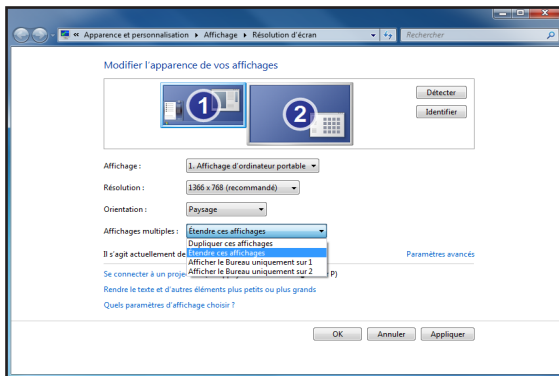 « Apparence et personnalisation ▸ Affichage ▸ Résolution d'écran
Rechercher
Modifier l'apparence de vos affichages
1
2
Détecter
Identifier
Affichage :
1. Affichage d'ordinateur portable
Résolution :
1366 x 768 (recommandé)
Orientation :
Paysage
Affichages multiples :
Étendre ces affichages
Dupliquer ces affichages
Étendre ces affichages
Afficher le Bureau uniquement sur 1
Afficher le Bureau uniquement sur 2
Il s'agit actuellement de
Paramètres avancés
Se connecter à un proje
P)
Rendre le texte et d'autres éléments plus petits ou plus grands
Quels paramètres d'affichage choisir ?
OK
Annuler
Appliquer